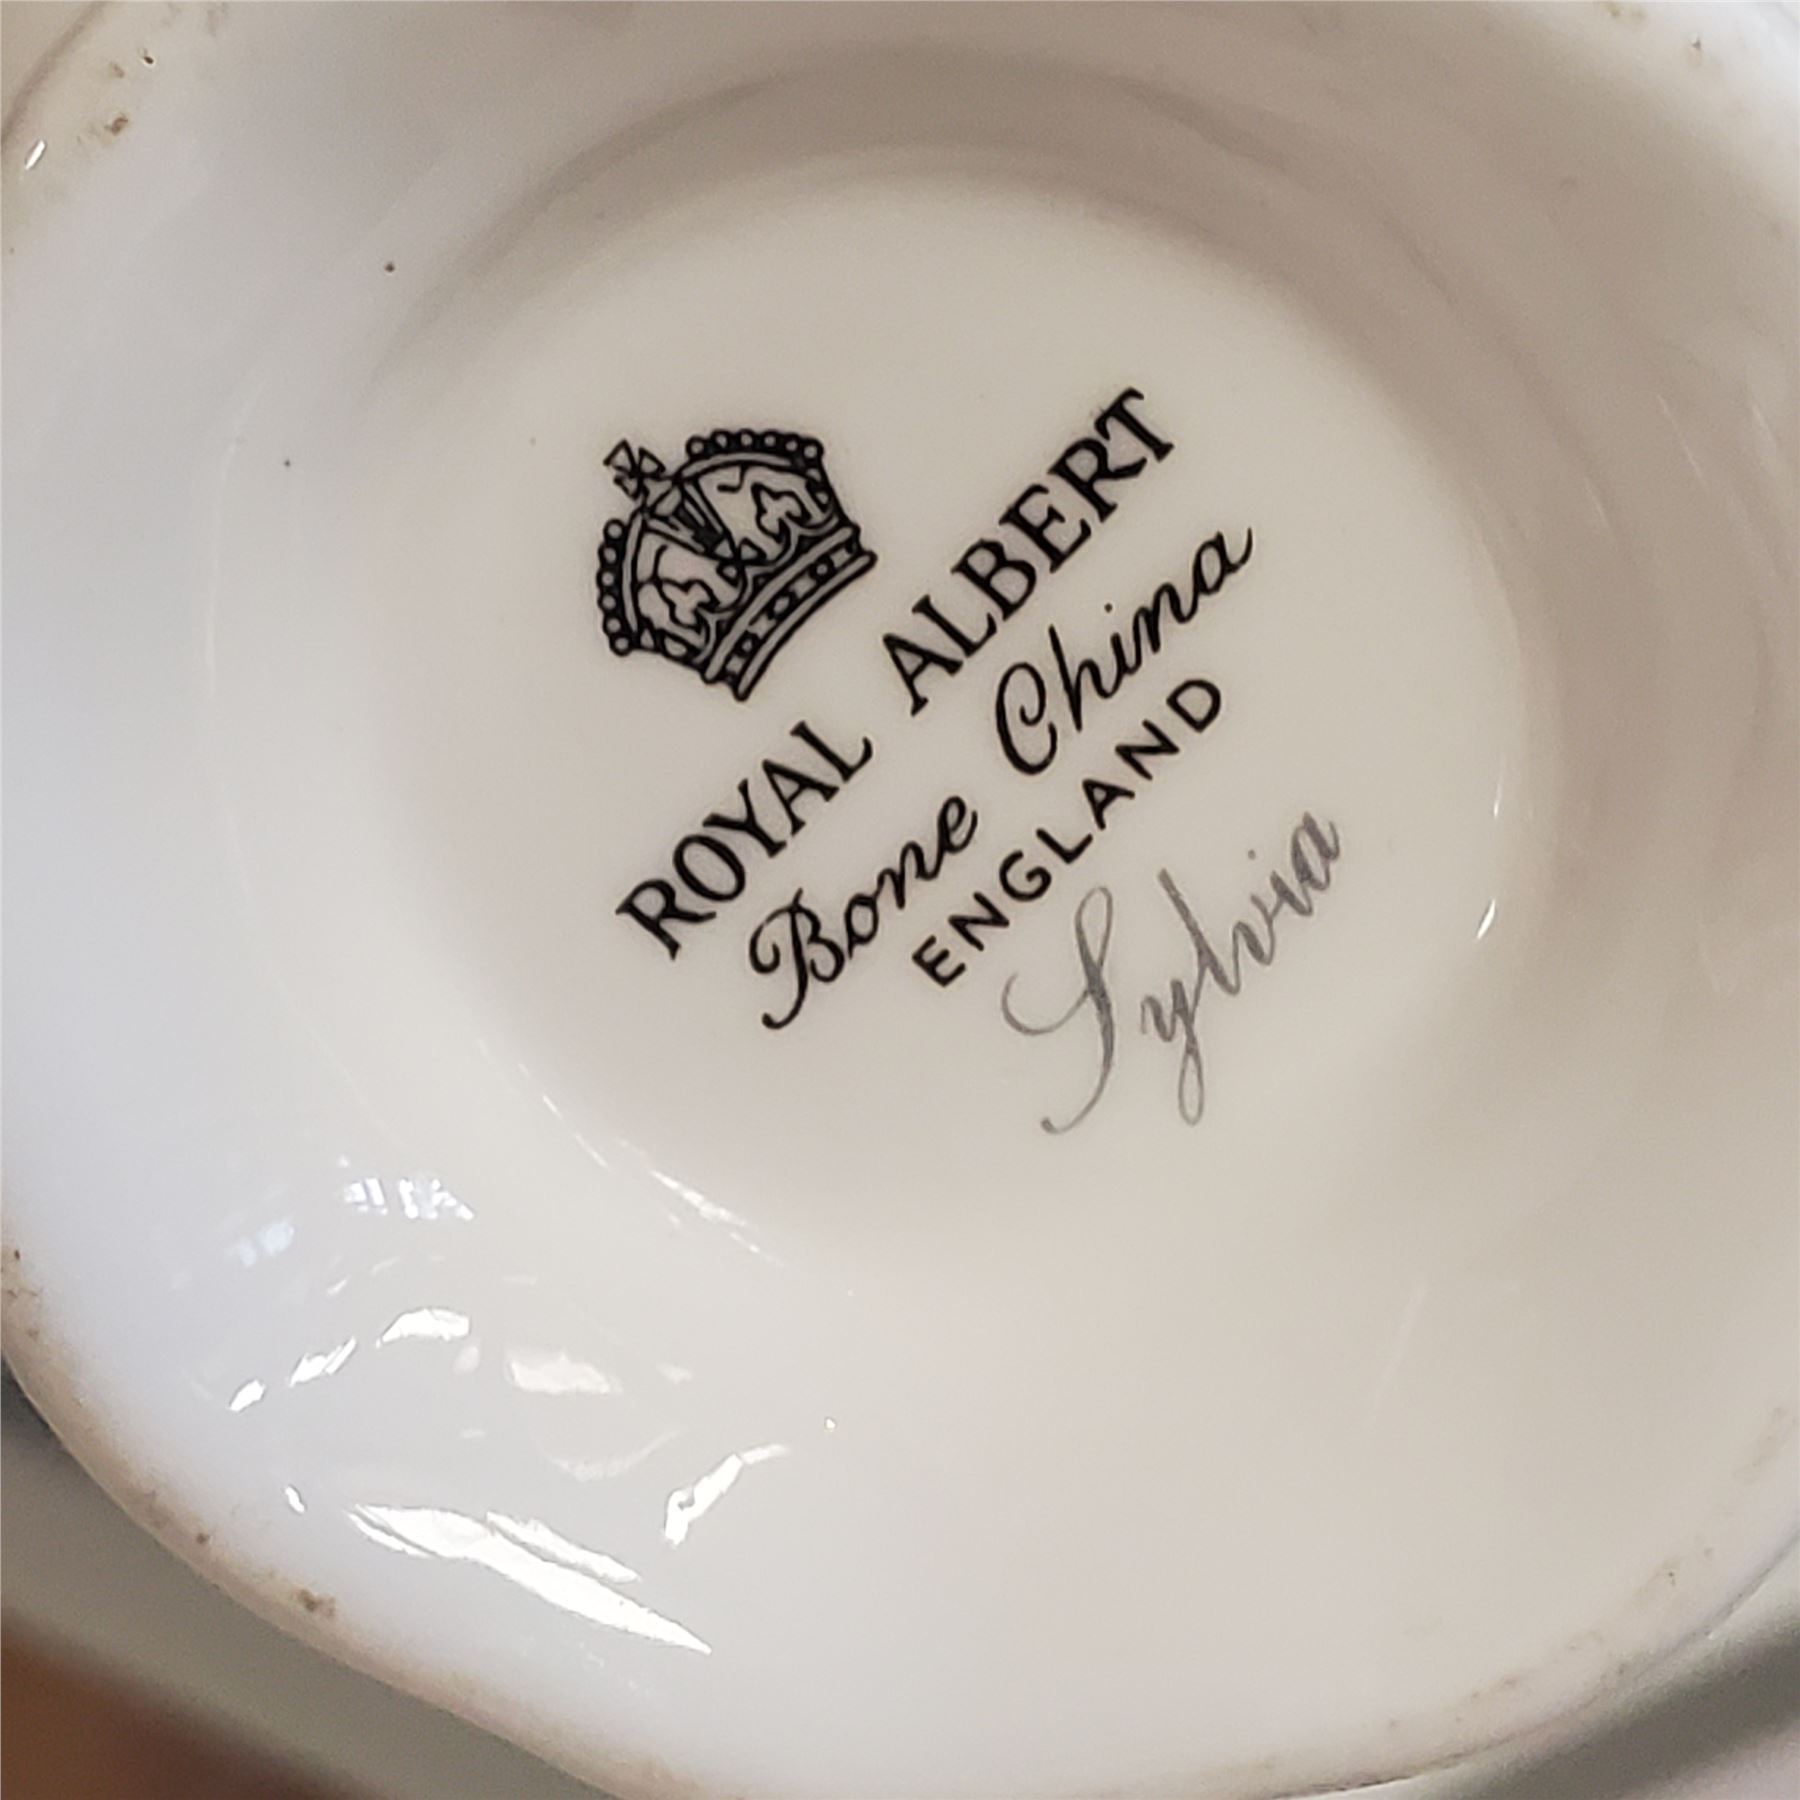 ROYAL ALBERT
Bone China
ENGLAND
Sylvia